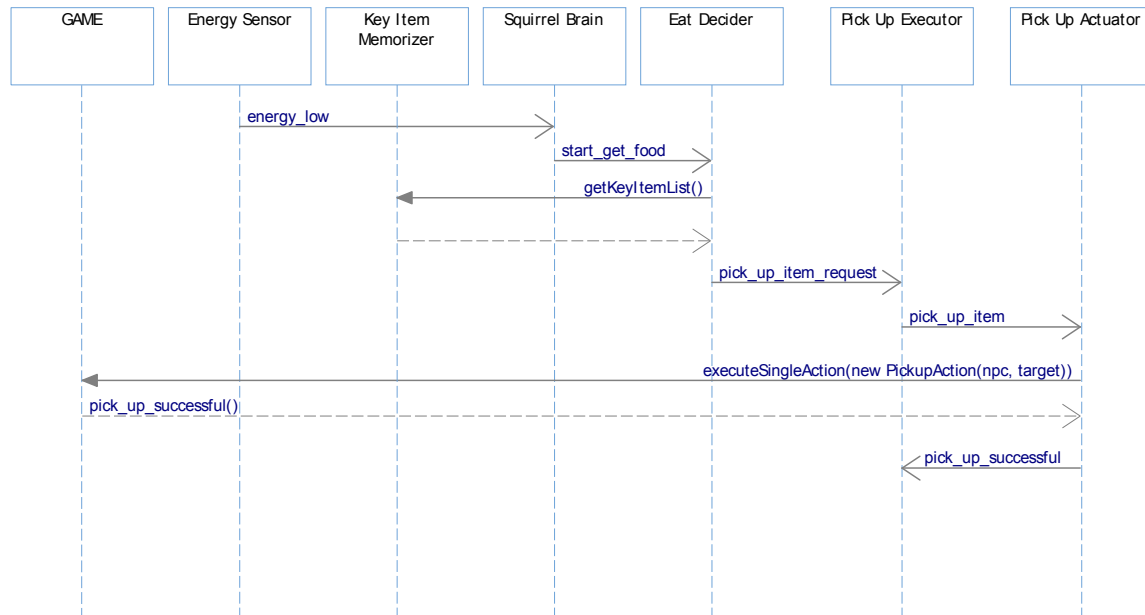 GAME
Energy Sensor
Key Item
Memorizer
Squirrel Brain
Eat Decider
Pick Up Executor
Pick Up Actuator
energy_low
start_get_food
getKeyItemList()
pick_up_item_request
pick_up_item
executeSingleAction(new PickupAction(npc, target))
pick_up_successful()
pick_up_successful